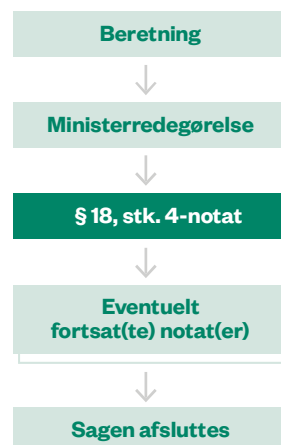 Beretning
Ministerredegørelse
§ 18, stk. 4-notat
Eventuelt
fortsat(te) notat(er)
Sagen afsluttes